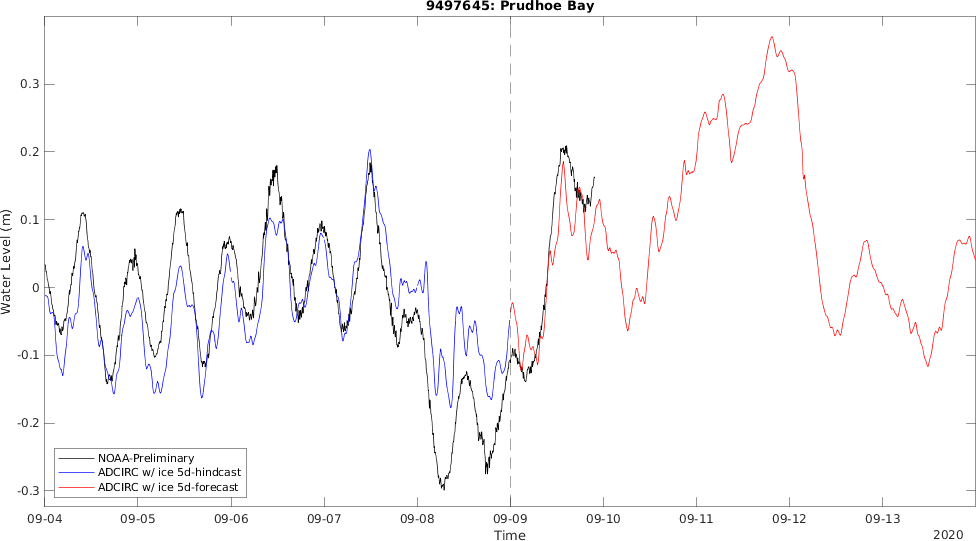 9497645: Prudhoe Bay
Water Level (m)
0.3
0.2
0.1
0
-0.1
-0.2
-0.3
NOAA-Preliminary
ADCIRC w/ ice 5d-hindcast
ADCIRC w/ ice 5d-forecast
09-04 09-05 09-06 09-07 09-08 09-09 09-10 09-11 09-12 09-13
Time
2020